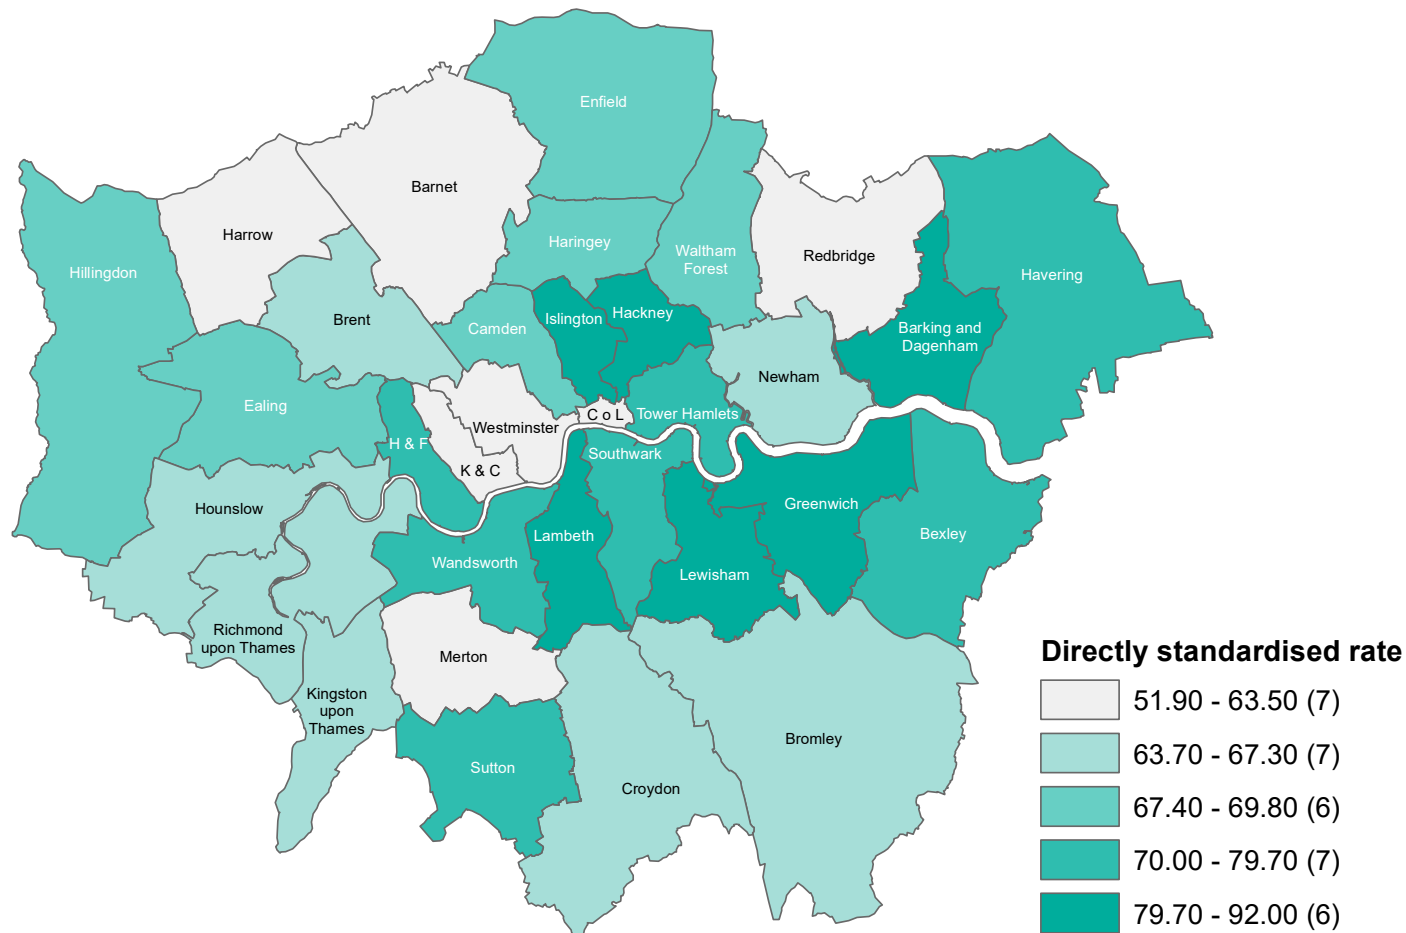 Enfield
Barnet
Harrow
Haringey
Waltham
Forest
Redbridge
Hillingdon
Havering
Brent
Camden
Islington
Hackney
Barking and
Dagenham
Newham
Ealing
Westminster
C o L
Tower Hamlets
H & F
K & C
Southwark
Hounslow
Greenwich
Lambeth
Bexley
Wandsworth
Lewisham
Richmond
upon Thames
Merton
Kingston
upon
Thames
Sutton
Croydon
Bromley
Directly standardised rate
51.90 - 63.50 (7)
63.70 - 67.30 (7)
67.40 - 69.80 (6)
70.00 - 79.70 (7)
79.70 - 92.00 (6)